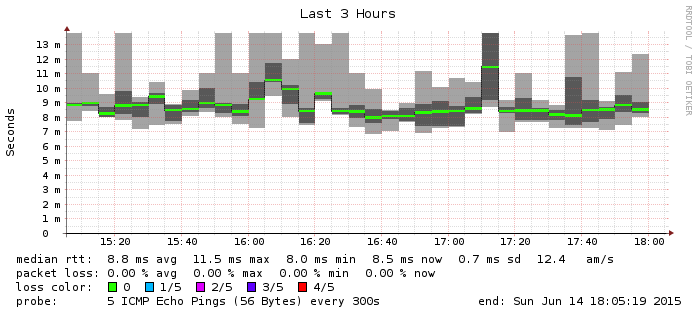 Last 3 Hours
RRDTOOL / TOBI OETIKER
Seconds
13 m
12 m
11 m
10 m
9 m
8 m
7 m
6 m
5 m
4 m
3 m
2 m
1 m
0
15:20 15:40 16:00 16:20 16:40 17:00 17:20 17:40 18:00
median rtt: 8.8 ms avg 11.5 ms max 8.0 ms min 8.5 ms now 0.7 ms sd 12.4 am/s
packet loss: 0.00 % avg 0.00 % max 0.00 % min 0.00 % now
loss color: 0 1/5 2/5 3/5 4/5
probe: 5 ICMP Echo Pings (56 Bytes) every 300s end: Sun Jun 14 18:05:19 2015